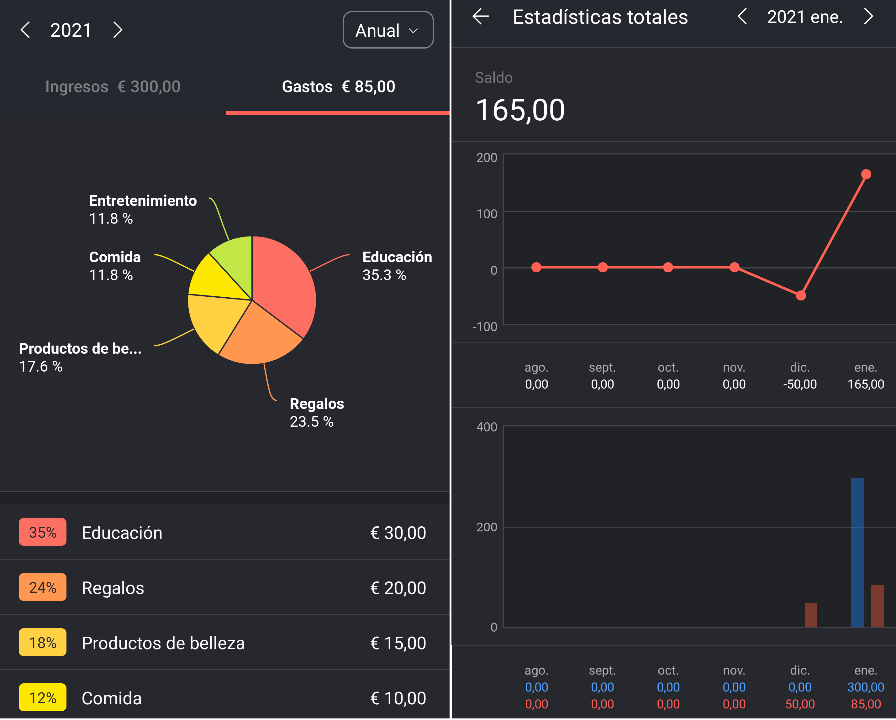 2021
Anual
Ingresos € 300,00
Gastos € 85,00
Entretenimiento
11.8 %
Comida
11.8 %
Educación
35.3 %
Productos de be...
17.6 %
Regalos
23.5 %
35% Educación € 30,00
24% Regalos € 20,00
18% Productos de belleza € 15,00
12% Comida € 10,00
Estadísticas totales
2021 ene.
Saldo
165,00
200
100
0
-100
ago. sept. oct. nov. dic. ene.
0,00 0,00 0,00 0,00 -50,00 165,00
400
200
0
ago. sept. oct. nov. dic. ene.
0,00 0,00 0,00 0,00 0,00 300,00
0,00 0,00 0,00 0,00 50,00 85,00